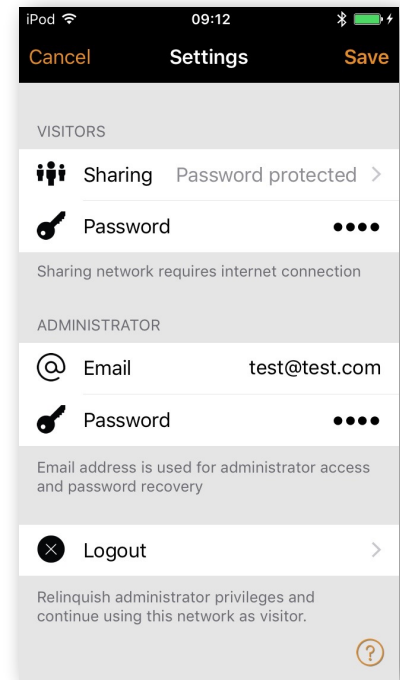 iPod 09:12
Cancel Settings Save
VISITORS
Sharing Password protected >
Password ••••
Sharing network requires internet connection
ADMINISTRATOR
@ Email test@test.com
Password ••••
Email address is used for administrator access
and password recovery
Logout >
Relinquish administrator privileges and
continue using this network as visitor.
?